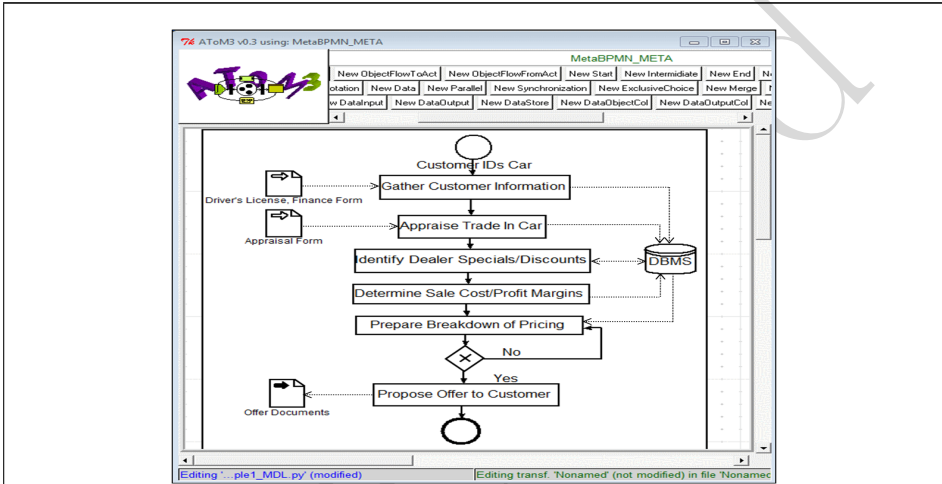 AToM3 v0.3 using: MetaBPMN_META
MetaBPMN_META
New ObjectFlowToAct New ObjectFlowFromAct New Start New Intermidiate New End
otation New Data New Parallel New Synchronization New ExclusiveChoice New Merge
w DataInput New DataOutput New DataStore New DataObjectCol New DataOutputCol Ne
AToM3
Customer IDs Car
Gather Customer Information
Driver's License, Finance Form
Appraise Trade In Car
Appraisal Form
Identify Dealer Specials/Discounts
DBMS
Determine Sale Cost/Profit Margins
Prepare Breakdown of Pricing
No
Yes
Propose Offer to Customer
Offer Documents
Editing '...ple1_MDL.py' (modified)
Editing transf. 'Nonamed' (not modified) in file 'Nonamed